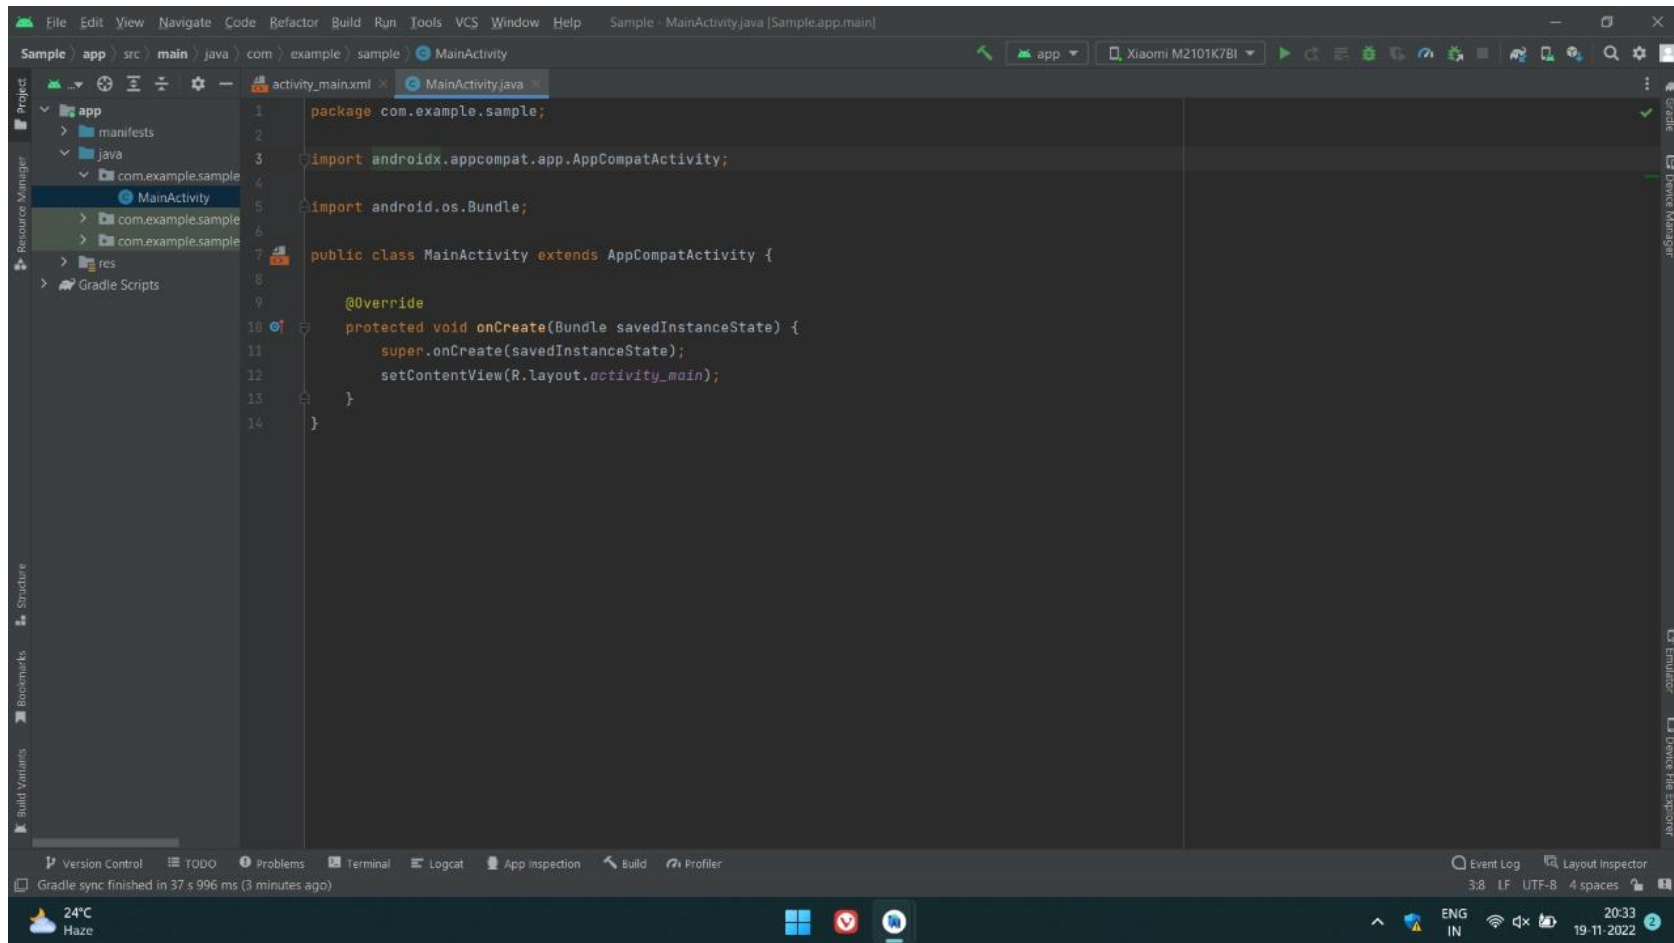 File Edit View Navigate Code Refactor Build Run Tools VCS Window Help Sample - MainActivity.java [Sample.app.main]
Sample app src main java com example sample MainActivity app Xiaomi M2101K7BI
Project
Resource Manager
Structure
Bookmarks
Build Variants
app
manifests
java
com.example.sample
MainActivity
com.example.sample
com.example.sample
res
Gradle Scripts
activity_main.xml MainActivity.java
1 package com.example.sample;
2
3 import androidx.appcompat.app.AppCompatActivity;
4
5 import android.os.Bundle;
6
7 public class MainActivity extends AppCompatActivity {
8
9 @Override
10 protected void onCreate(Bundle savedInstanceState) {
11 super.onCreate(savedInstanceState);
12 setContentView(R.layout.activity_main);
13 }
14 }
Gradle
Device Manager
Emulator
Device File Explorer
Version Control TODO Problems Terminal Logcat App Inspection Build Profiler Event Log Layout Inspector
Gradle sync finished in 37 s 996 ms (3 minutes ago) 3:8 LF UTF-8 4 spaces
24°C
Haze
ENG
IN
20:33
19-11-2022
2